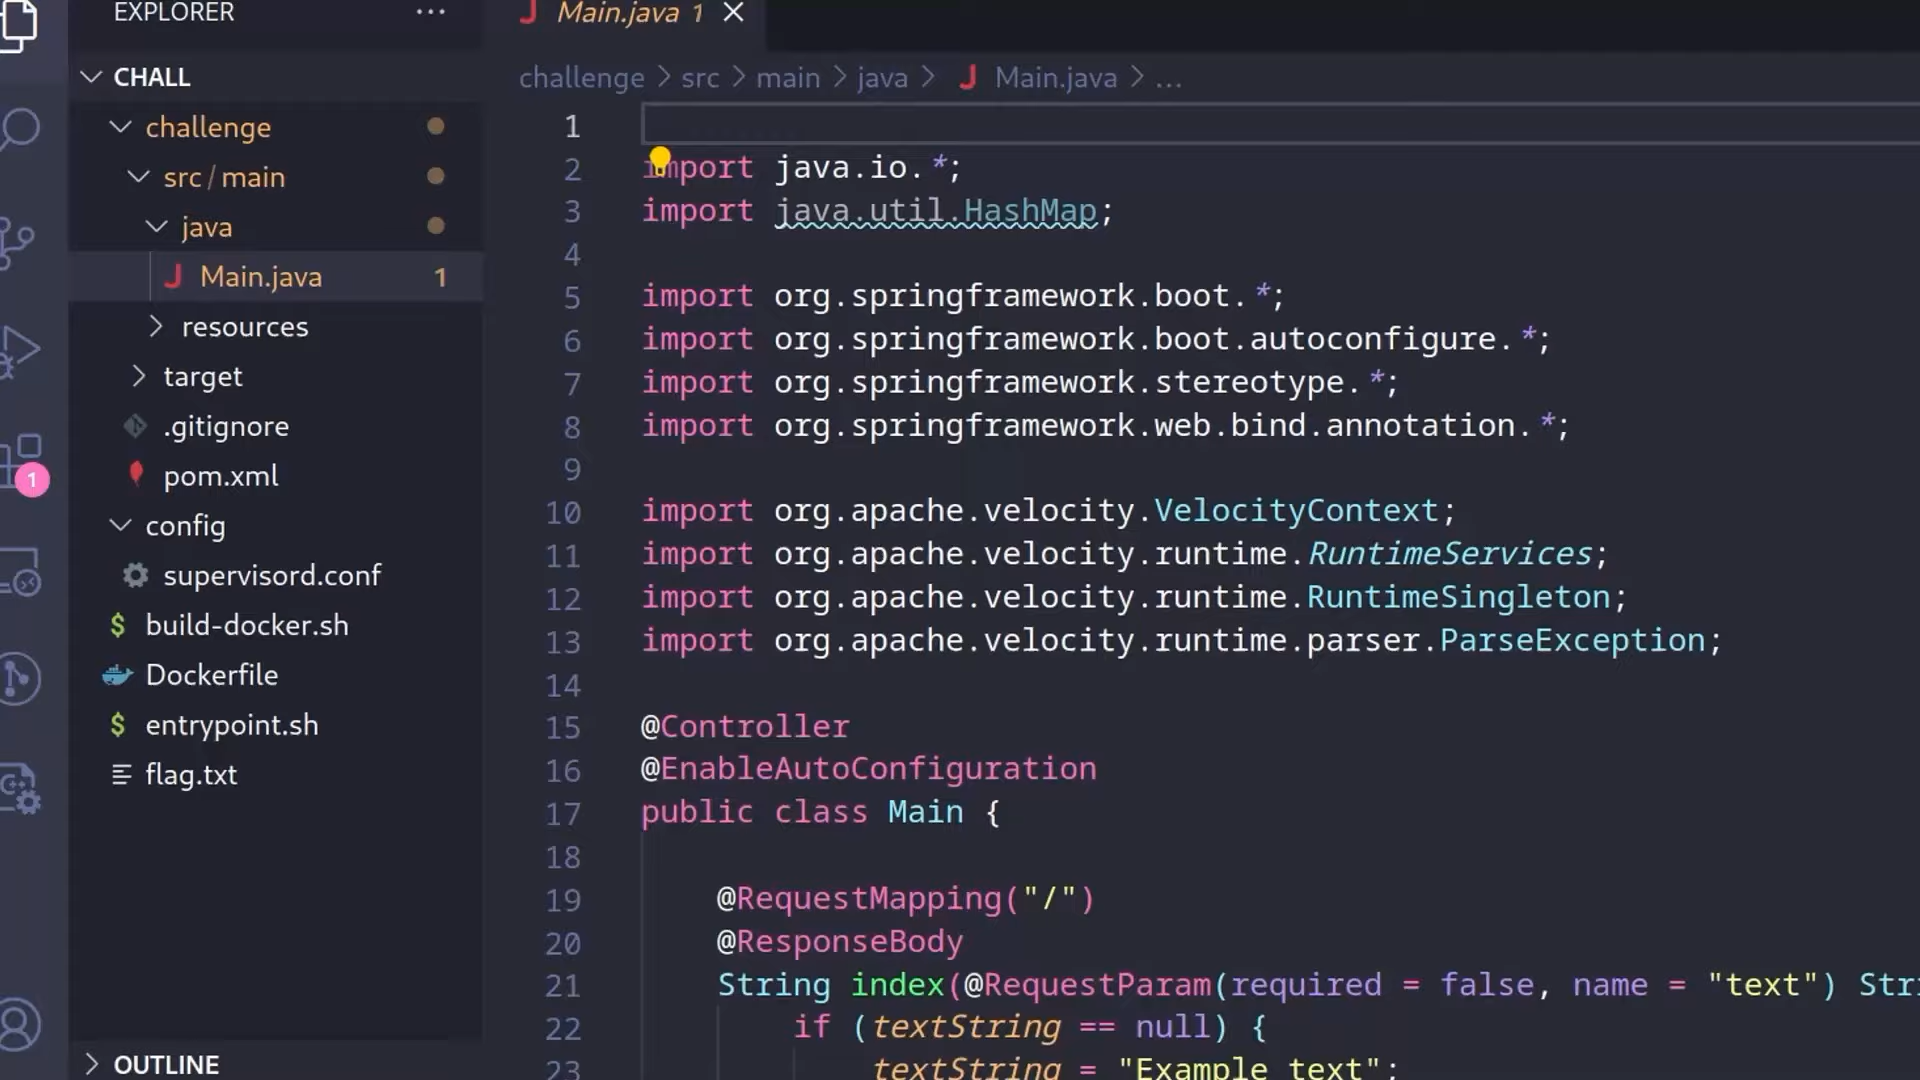 EXPLORER
CHALL
challenge
src/main
java
Main.java 1
resources
target
.gitignore
pom.xml
config
supervisord.conf
build-docker.sh
Dockerfile
entrypoint.sh
flag.txt
OUTLINE
1
Main.java 1
challenge > src > main > java > Main.java > ...
1
2 import java.io.*;
3 import java.util.HashMap;
4
5 import org.springframework.boot.*;
6 import org.springframework.boot.autoconfigure.*;
7 import org.springframework.stereotype.*;
8 import org.springframework.web.bind.annotation.*;
9
10 import org.apache.velocity.VelocityContext;
11 import org.apache.velocity.runtime.RuntimeServices;
12 import org.apache.velocity.runtime.RuntimeSingleton;
13 import org.apache.velocity.runtime.parser.ParseException;
14
15 @Controller
16 @EnableAutoConfiguration
17 public class Main {
18
19 @RequestMapping("/")
20 @ResponseBody
21 String index(@RequestParam(required = false, name = "text") Stri
22 if (textString == null) {
23 textString = "Example text";